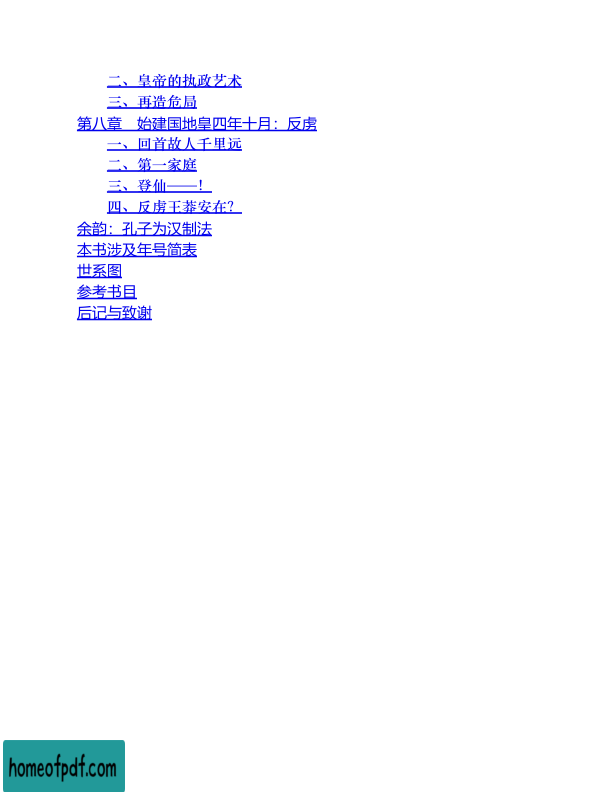 二、皇帝的执政艺术
三、再造危局
第八章　始建国地皇四年十月：反虏
一、回首故人千里远
二、第一家庭
三、登仙——！
四、反虏王莽安在？
余韵：孔子为汉制法
本书涉及年号简表
世系图
参考书目
后记与致谢
homeofpdf.com